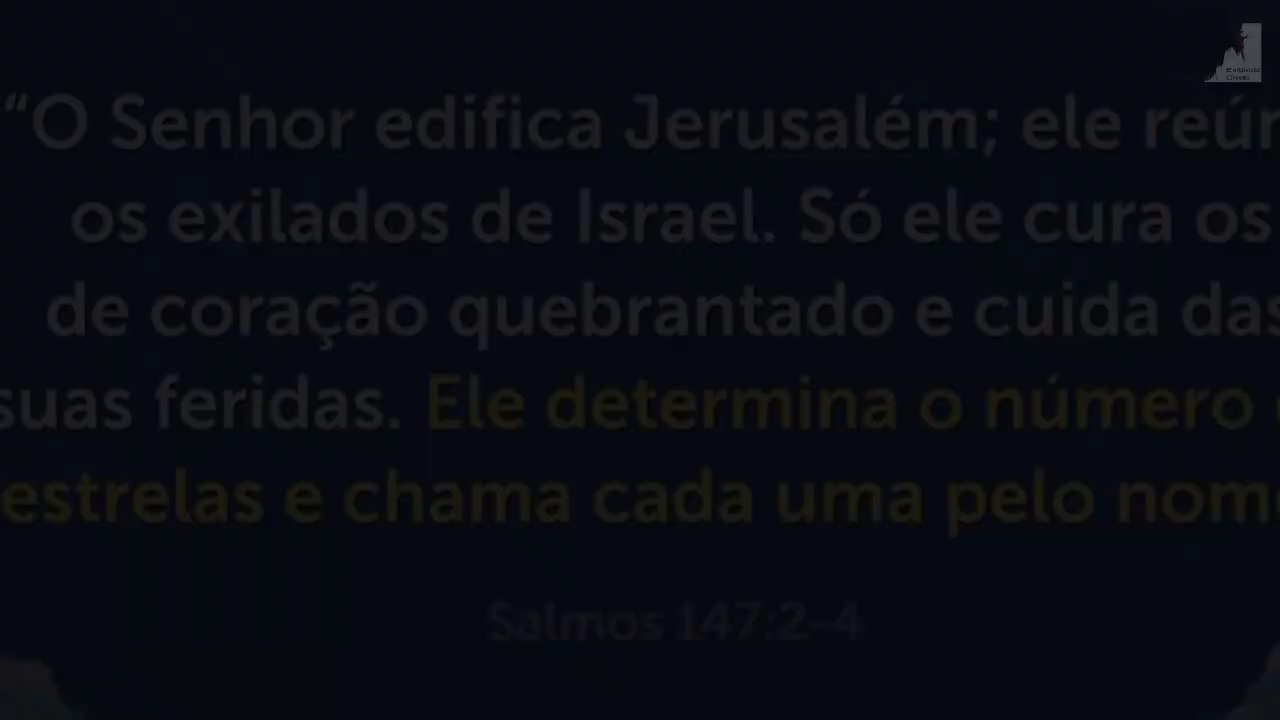 “O Senhor edifica Jerusalém; ele reún
os exilados de Israel. Só ele cura os
de coração quebrantado e cuida das
suas feridas. Ele determina o número
estrelas e chama cada uma pelo nom
Salmos 147:2-4